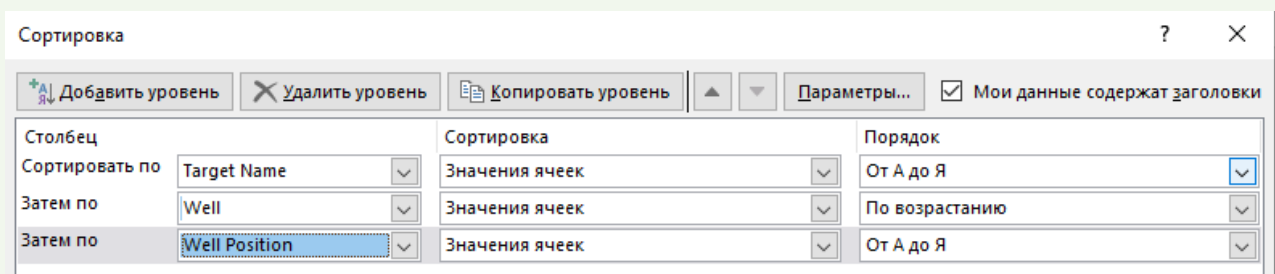 Сортировка ?
Добавить уровень Удалить уровень Копировать уровень Параметры... Мои данные содержат заголовки
Столбец Сортировка Порядок
Сортировать по Target Name Значения ячеек От А до Я
Затем по Well Значения ячеек По возрастанию
Затем по Well Position Значения ячеек От А до Я